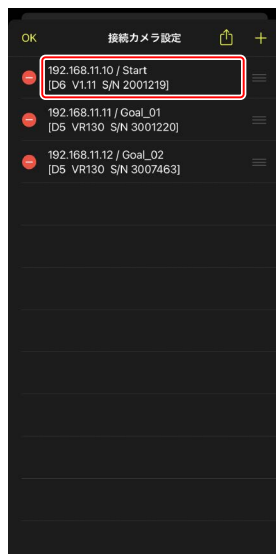 OK 接続カメラ設定
192.168.11.10 / Start
[D6 V1.11 S/N 2001219]
192.168.11.11 / Goal_01
[D5 VR130 S/N 3001220]
192.168.11.12 / Goal_02
[D5 VR130 S/N 3007463]